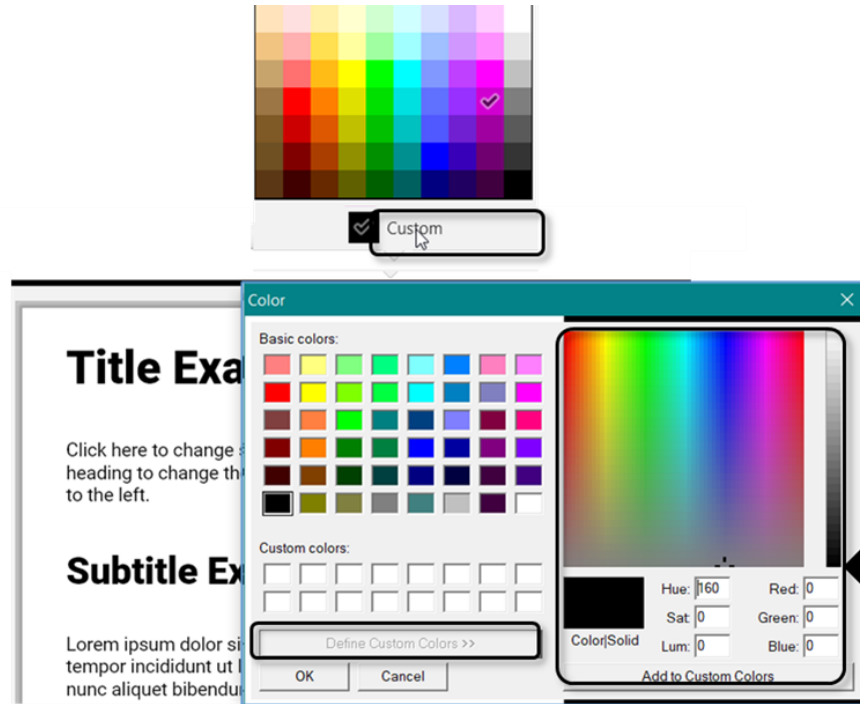 Custom
Color
Basic colors:
Title Exa
Click here to change
heading to change th
to the left.
Custom colors:
Subtitle Ex
Define Custom Colors >>
Lorem ipsum dolor si
tempor incididunt ut
nunc aliquet bibendu
OK
Cancel
Color|Solid
Hue: 160
Sat: 0
Lum: 0
Red: 0
Green: 0
Blue: 0
Add to Custom Colors